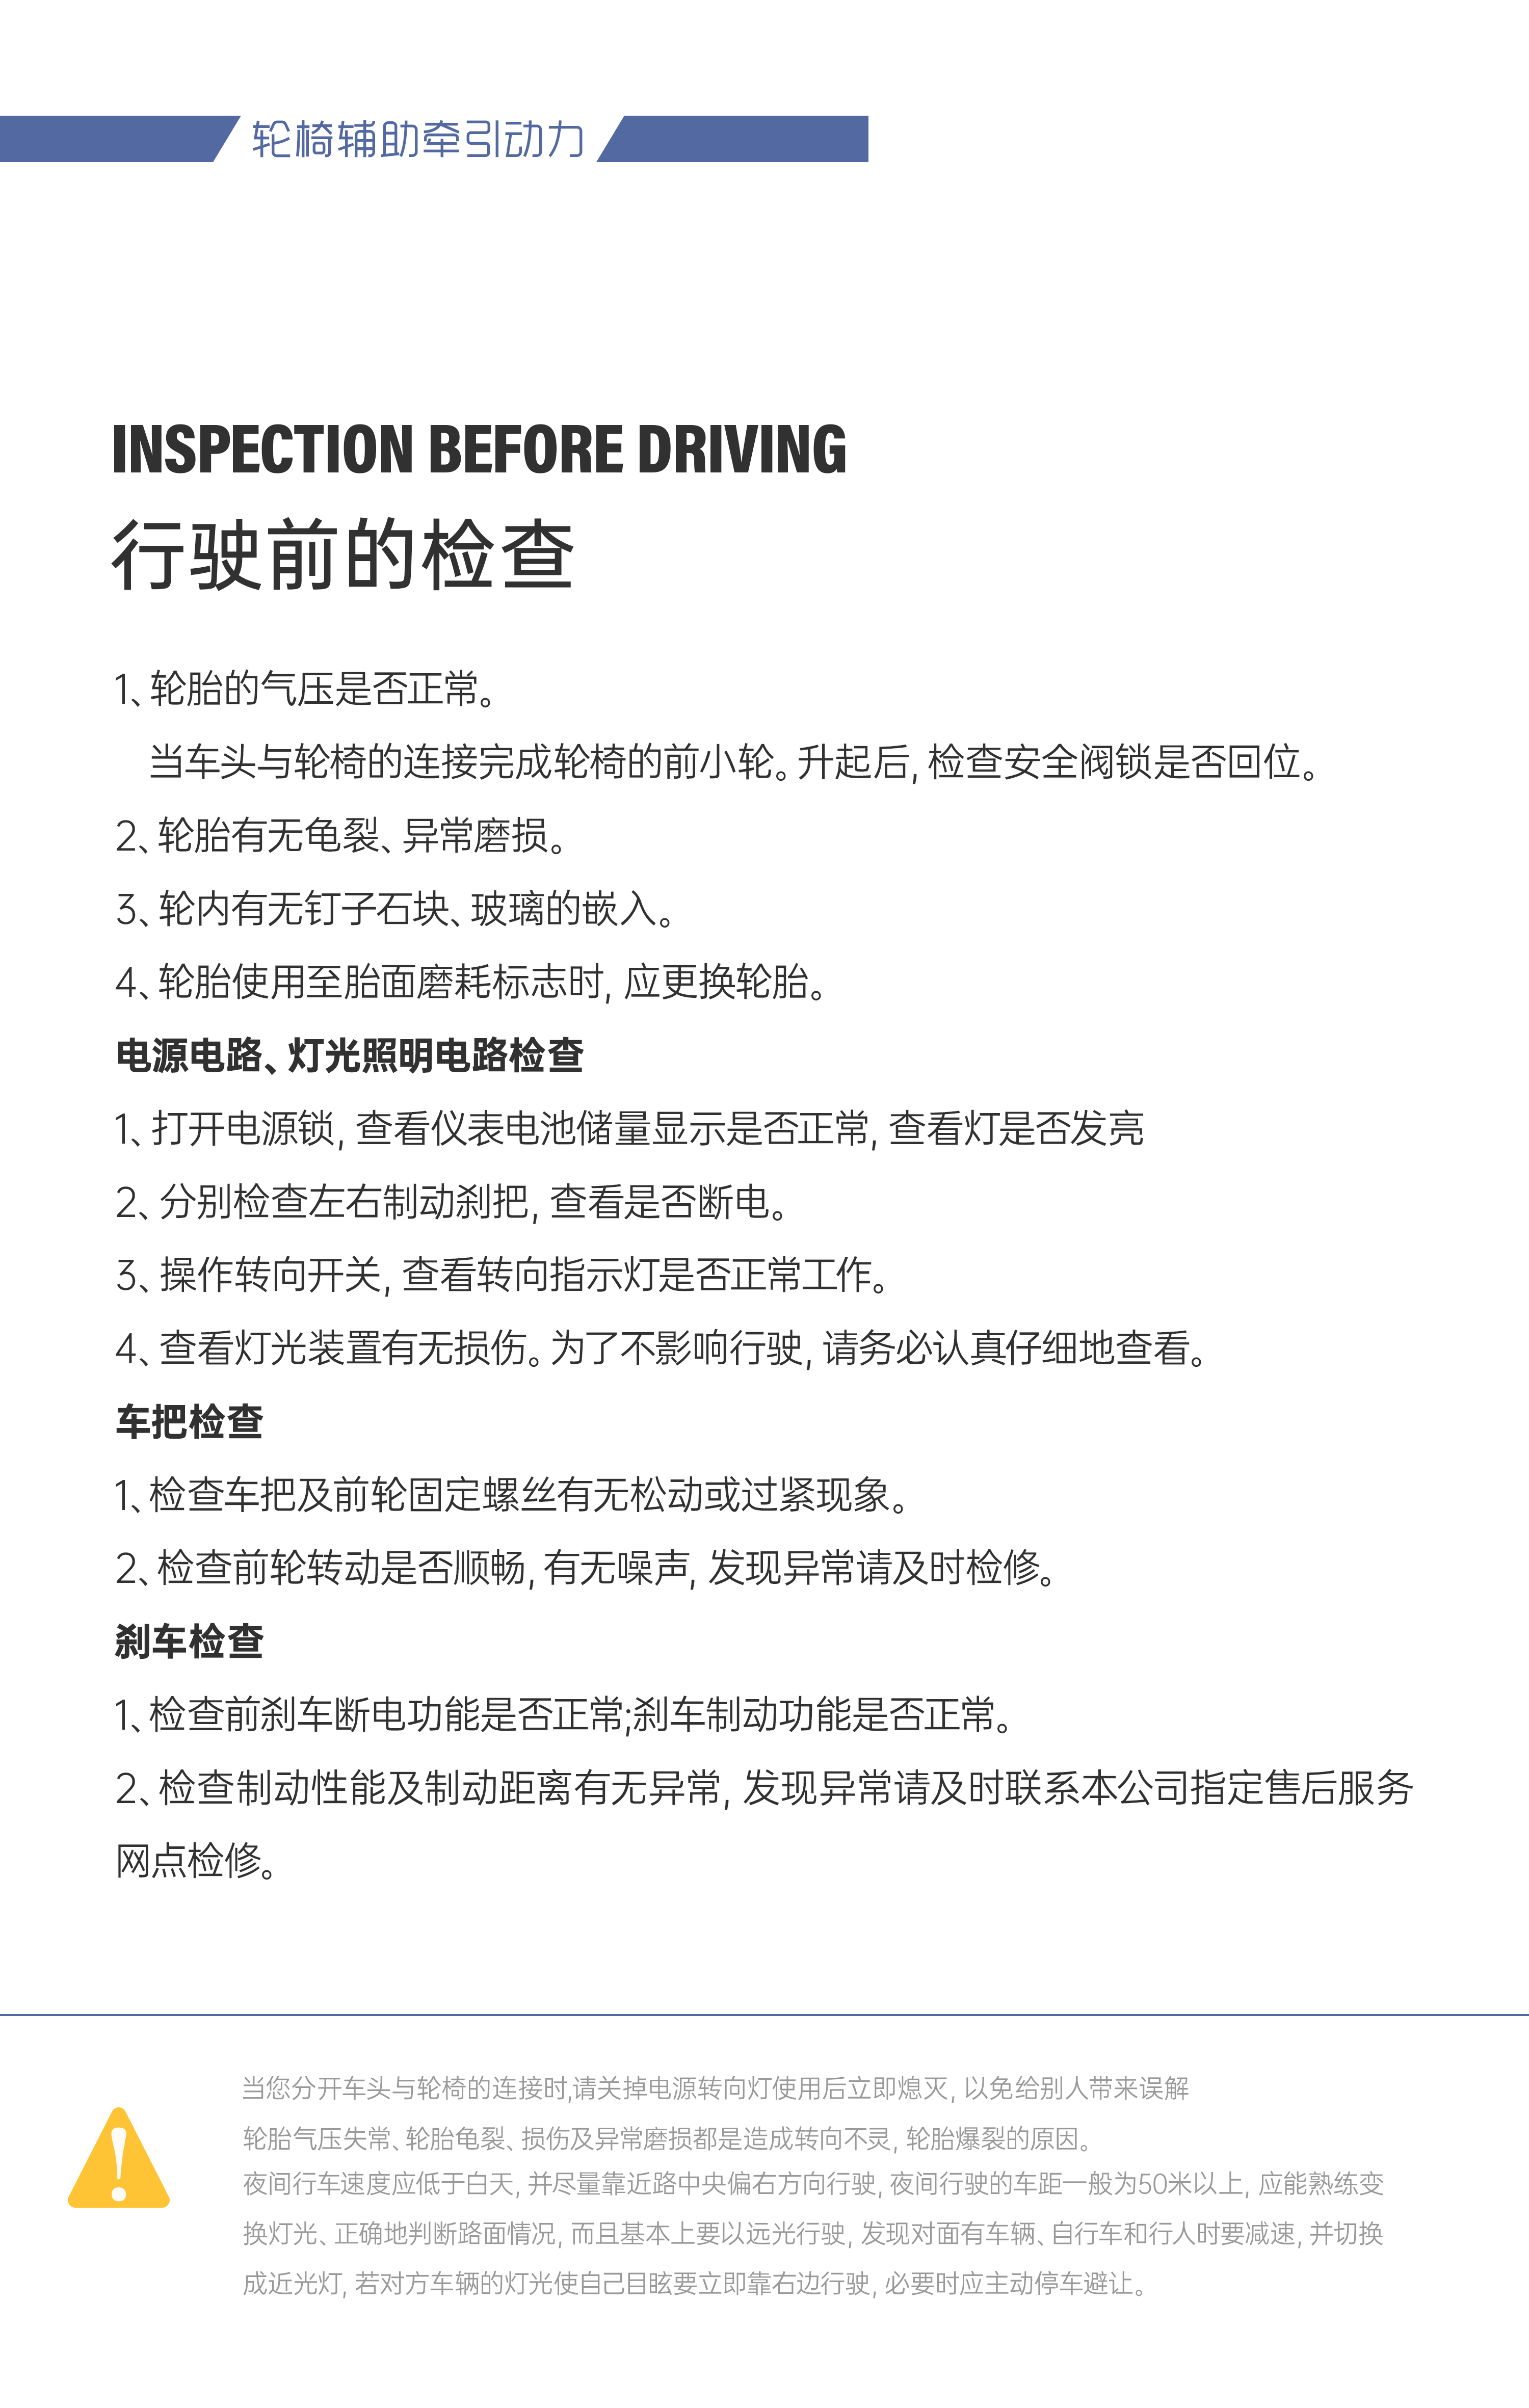 轮椅辅助牵引动力
INSPECTION BEFORE DRIVING
行驶前的检查
1、轮胎的气压是否正常。
当车头与轮椅的连接完成轮椅的前小轮。升起后,检查安全阀锁是否回位。
2、轮胎有无龟裂、异常磨损。
3、轮内有无钉子石块、玻璃的嵌入。
4、轮胎使用至胎面磨耗标志时,应更换轮胎。
电源电路、灯光照明电路检查
1、打开电源锁,查看仪表电池储量显示是否正常,查看灯是否发亮
2、分别检查左右制动刹把,查看是否断电。
3、操作转向开关,查看转向指示灯是否正常工作。
4、查看灯光装置有无损伤。为了不影响行驶,请务必认真仔细地查看。
车把检查
1、检查车把及前轮固定螺丝有无松动或过紧现象。
2、检查前轮转动是否顺畅,有无噪声,发现异常请及时检修。
刹车检查
1、检查前刹车断电功能是否正常;刹车制动功能是否正常。
2、检查制动性能及制动距离有无异常,发现异常请及时联系本公司指定售后服务
网点检修。
当您分开车头与轮椅的连接时,请关掉电源转向灯使用后立即熄灭,以免给别人带来误解
轮胎气压失常、轮胎龟裂、损伤及异常磨损都是造成转向不灵,轮胎爆裂的原因。
夜间行车速度应低于白天,并尽量靠近路中央偏右方向行驶,夜间行驶的车距一般为50米以上,应能熟练变
换灯光、正确地判断路面情况,而且基本上要以远光行驶,发现对面有车辆、自行车和行人时要减速,并切换
成近光灯,若对方车辆的灯光使自己目眩要立即靠右边行驶,必要时应主动停车避让。